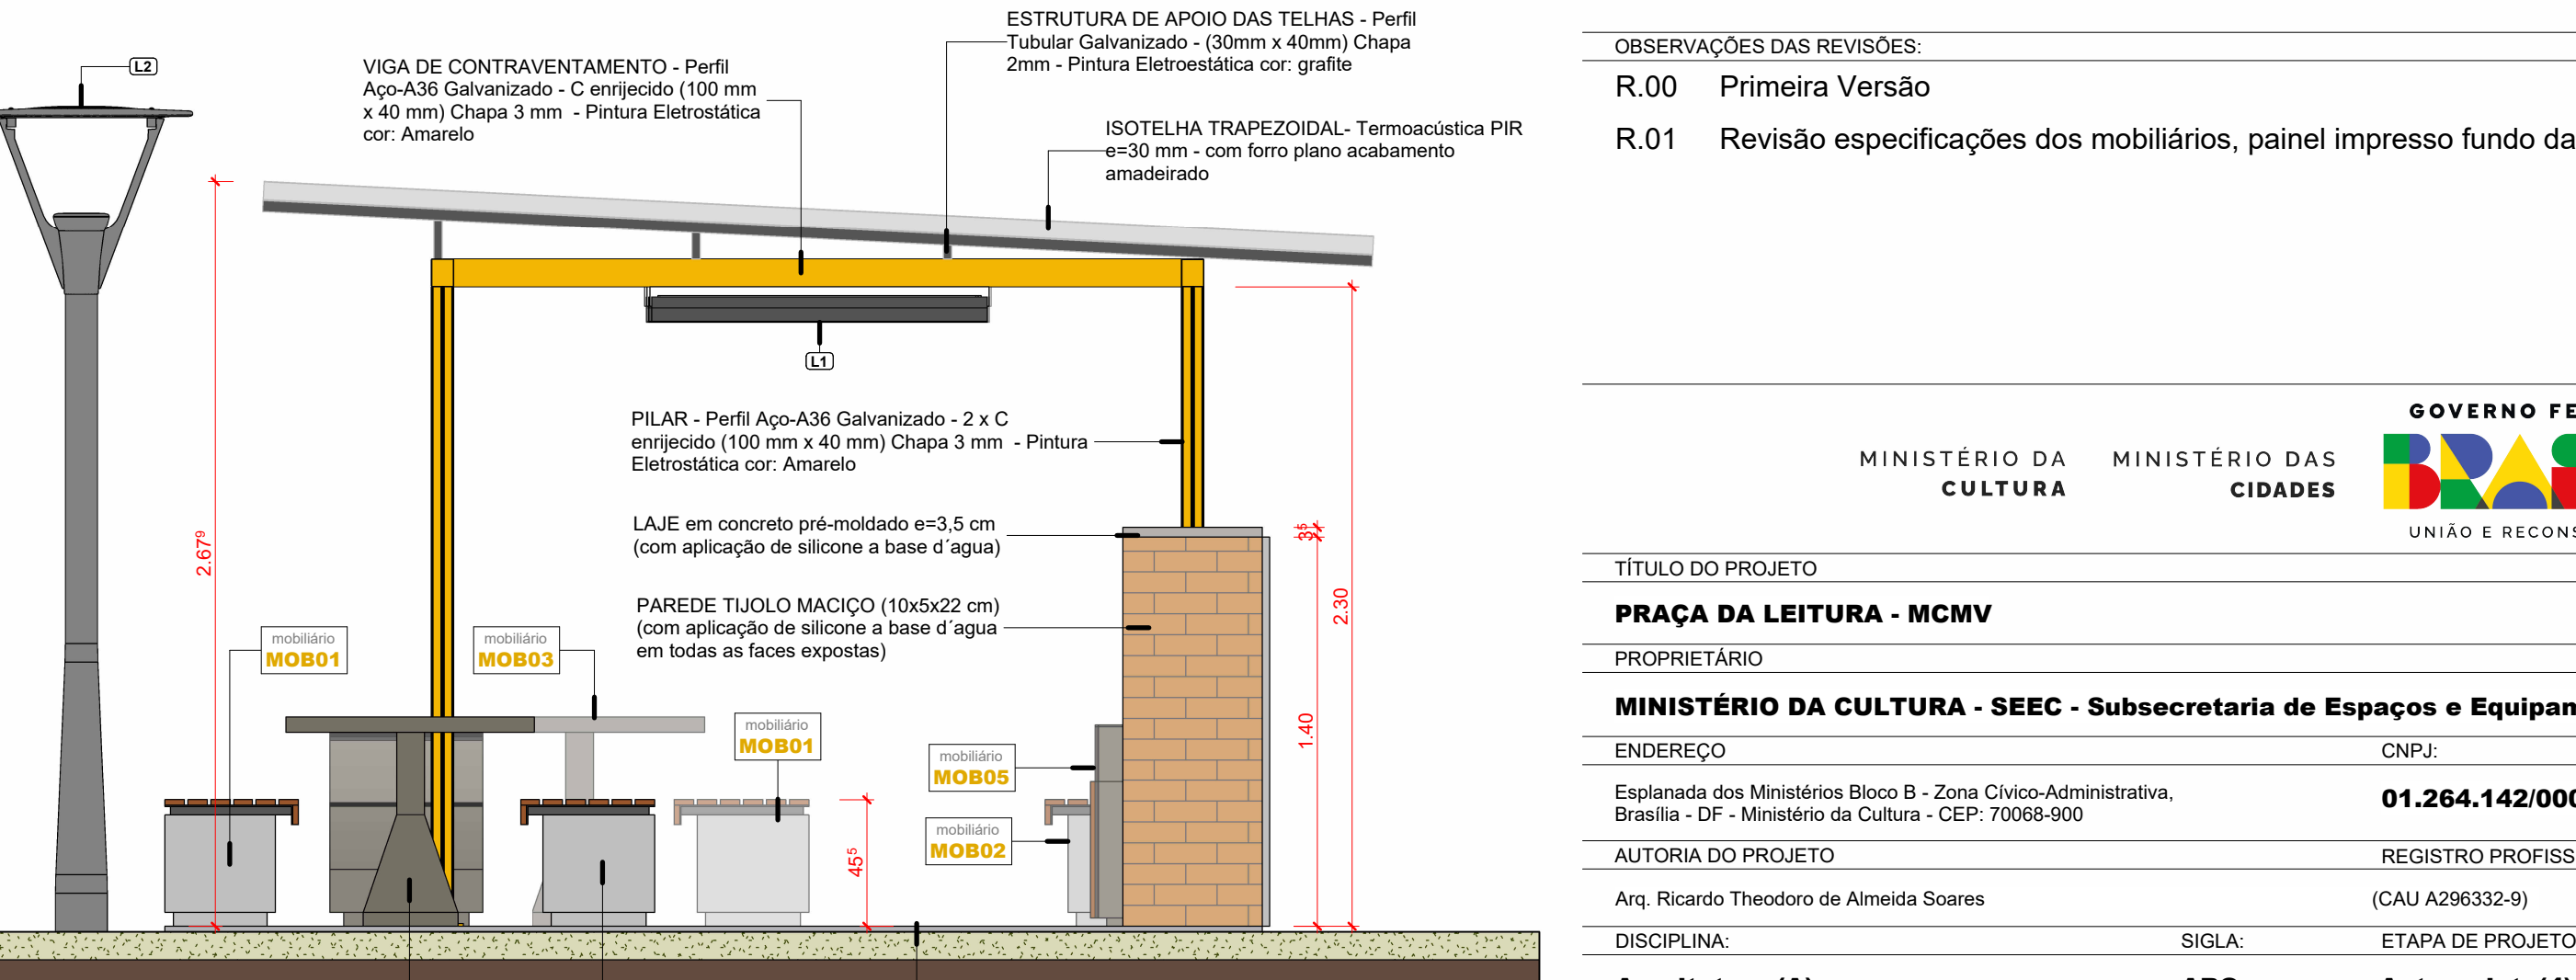 L2
VIGA DE CONTRAVENTAMENTO - Perfil
Aço-A36 Galvanizado - C enrijecido (100 mm
x 40 mm) Chapa 3 mm - Pintura Eletrostática
cor: Amarelo
ESTRUTURA DE APOIO DAS TELHAS - Perfil
Tubular Galvanizado - (30mm x 40mm) Chapa
2mm - Pintura Eletroestática cor: grafite
ISOTELHA TRAPEZOIDAL- Termoacústica PIR
e=30 mm - com forro plano acabamento
amadeirado
L1
PILAR - Perfil Aço-A36 Galvanizado - 2 x C
enrijecido (100 mm x 40 mm) Chapa 3 mm - Pintura
Eletrostática cor: Amarelo
LAJE em concreto pré-moldado e=3,5 cm
(com aplicação de silicone a base d´agua)
PAREDE TIJOLO MACIÇO (10x5x22 cm)
(com aplicação de silicone a base d´agua
em todas as faces expostas)
2.67⁹
3⁵
2.30
1.40
45⁵
mobiliário
MOB01
mobiliário
MOB03
mobiliário
MOB01
mobiliário
MOB05
mobiliário
MOB02
OBSERVAÇÕES DAS REVISÕES:
R.00 Primeira Versão
R.01 Revisão especificações dos mobiliários, painel impresso fundo da
MINISTÉRIO DA
CULTURA
MINISTÉRIO DAS
CIDADES
GOVERNO FE
BRAS
UNIÃO E RECONS
TÍTULO DO PROJETO
PRAÇA DA LEITURA - MCMV
PROPRIETÁRIO
MINISTÉRIO DA CULTURA - SEEC - Subsecretaria de Espaços e Equipam
ENDEREÇO CNPJ:
Esplanada dos Ministérios Bloco B - Zona Cívico-Administrativa,
Brasília - DF - Ministério da Cultura - CEP: 70068-900
01.264.142/000
AUTORIA DO PROJETO REGISTRO PROFISS
Arq. Ricardo Theodoro de Almeida Soares (CAU A296332-9)
DISCIPLINA: SIGLA: ETAPA DE PROJETO